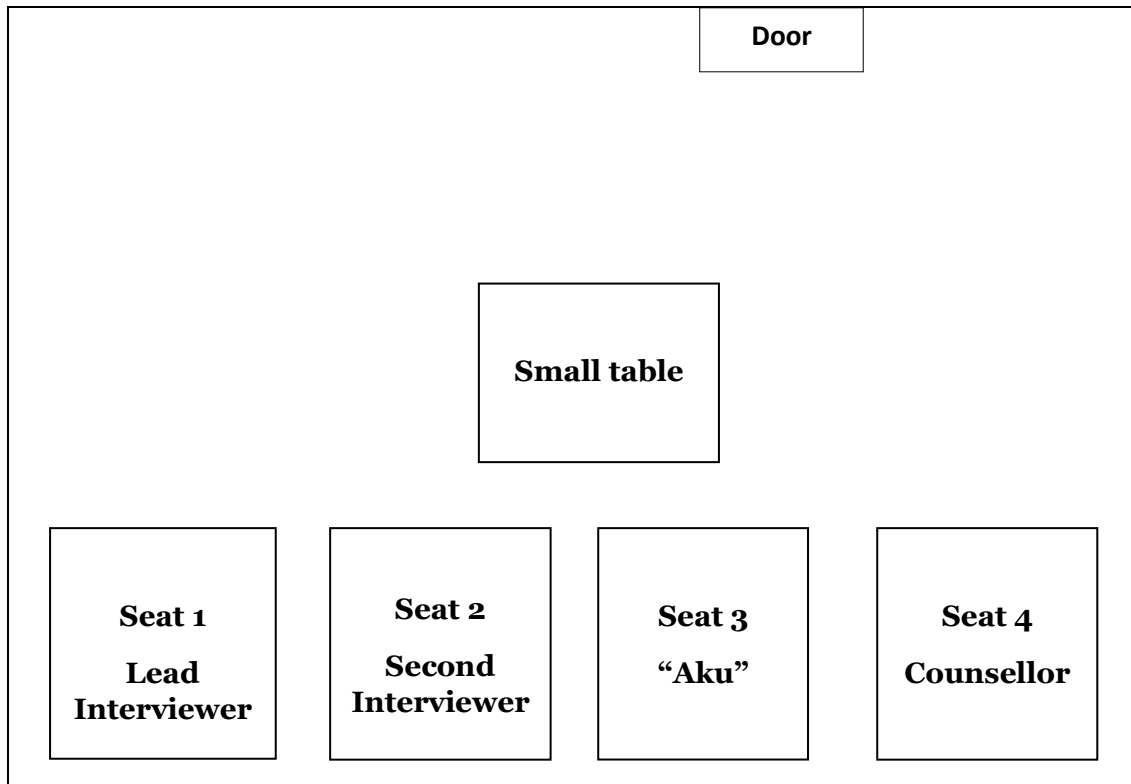 Door
Small table
Seat 1
Lead
Interviewer
Seat 2
Second
Interviewer
Seat 3
“Aku”
Seat 4
Counsellor